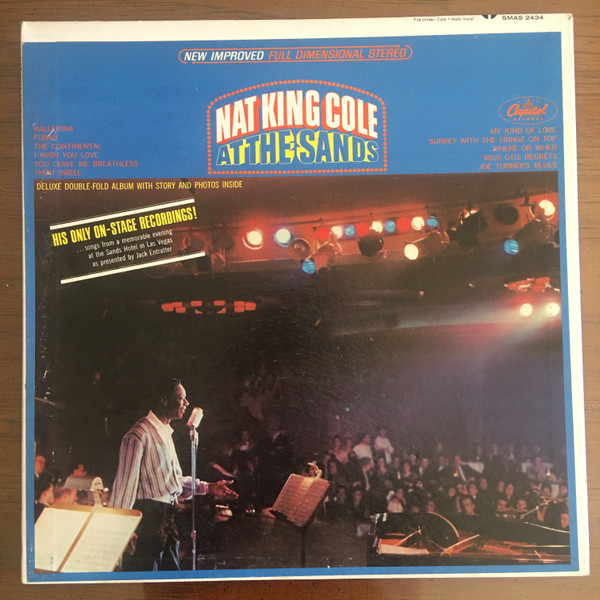 File Under: Cole • Male Vocal
SMAS 2434
NEW IMPROVED FULL DIMENSIONAL STEREO
NAT KING COLE
AT THE SANDS
Capitol
RECORDS
BALLERINA
FUNNY
THE CONTINENTAL
I WISH YOU LOVE
YOU LEAVE ME BREATHLESS
THOU SWELL
MY KIND OF LOVE
SURREY WITH THE FRINGE ON TOP
WHERE OR WHEN
MISS OTIS REGRETS
JOE TURNER'S BLUES
DELUXE DOUBLE-FOLD ALBUM WITH STORY AND PHOTOS INSIDE
HIS ONLY ON-STAGE RECORDINGS!
...songs from a memorable evening
at the Sands Hotel in Las Vegas
as presented by Jack Entratter